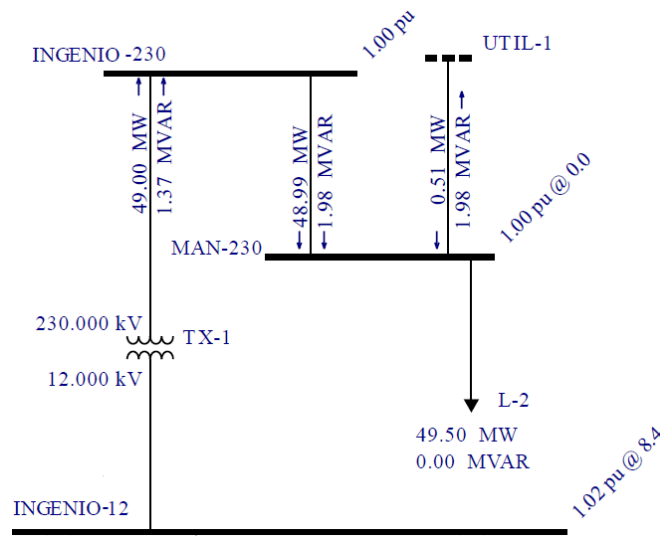 INGENIO -230
1.00 pu
UTIL-1
49.00 MW
1.37 MVAR
48.99 MW
1.98 MVAR
0.51 MW
1.98 MVAR
1.00 pu @ 0.0
MAN-230
230.000 kV
TX-1
12.000 kV
L-2
49.50 MW
0.00 MVAR
1.02 pu @ 8.4
INGENIO-12